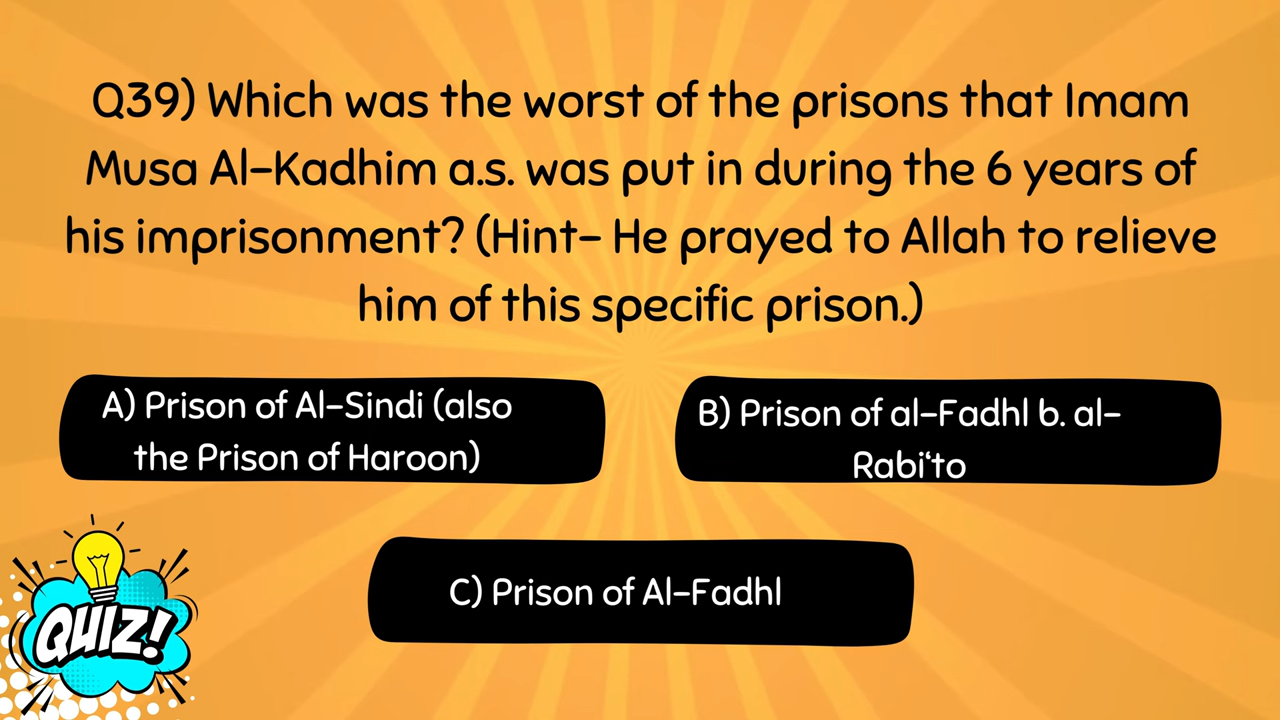 Q39) Which was the worst of the prisons that Imam
Musa Al-Kadhim a.s. was put in during the 6 years of
his imprisonment? (Hint- He prayed to Allah to relieve
him of this specific prison.)
A) Prison of Al-Sindi (also
the Prison of Haroon)
B) Prison of al-Fadhl b. al-
Rabi‘to
C) Prison of Al-Fadhl
QUIZ!